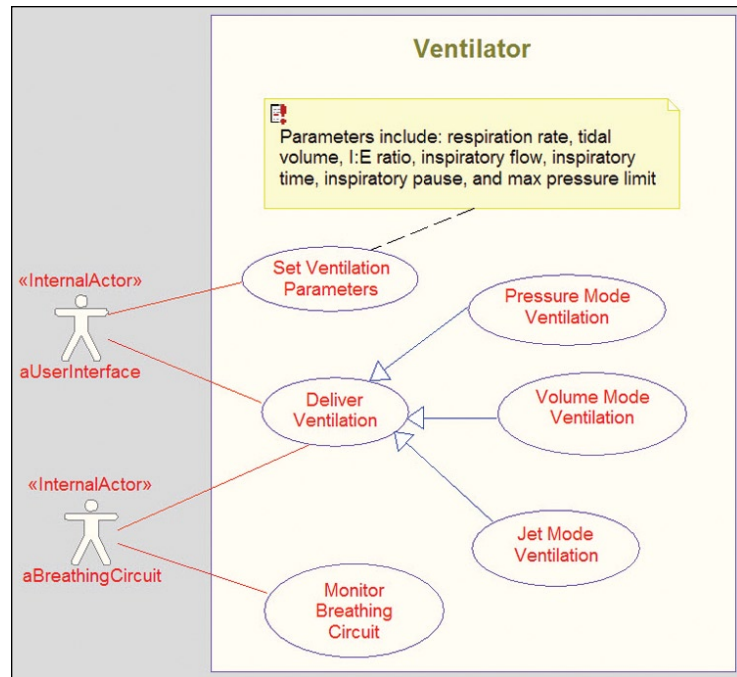 Ventilator
Parameters include: respiration rate, tidal
volume, I:E ratio, inspiratory flow, inspiratory
time, inspiratory pause, and max pressure limit
«InternalActor»
aUserInterface
Set Ventilation
Parameters
Pressure Mode
Ventilation
Deliver
Ventilation
Volume Mode
Ventilation
«InternalActor»
aBreathingCircuit
Jet Mode
Ventilation
Monitor
Breathing
Circuit